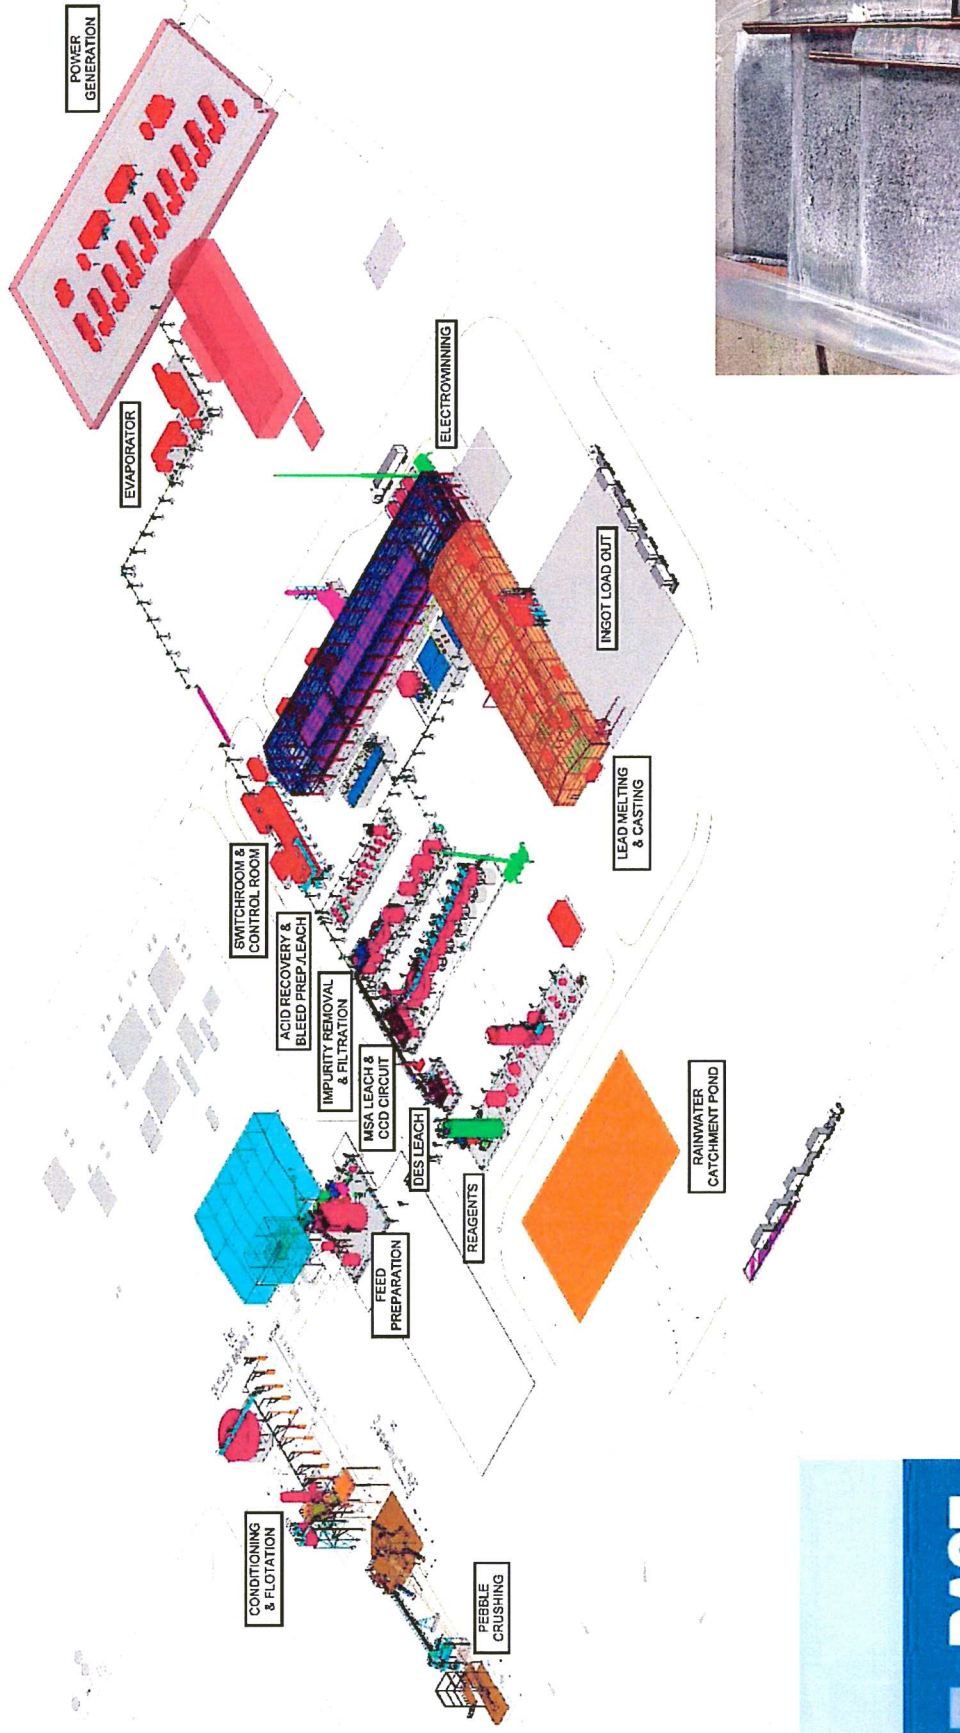 POWER
GENERATION
EVAPORATOR
ELECTROWINNING
INGOT LOAD OUT
SWITCHROOM &
CONTROL ROOM
LEAD MELTING
& CASTING
ACID RECOVERY &
BLEED PREP./LEACH
IMPURITY REMOVAL
& FILTRATION
MSA LEACH &
CCD CIRCUIT
DES LEACH
REAGENTS
RAINWATER
CATCHMENT POND
FEED
PREPARATION
CONDITIONING
& FLOTATION
PEBBLE
CRUSHING